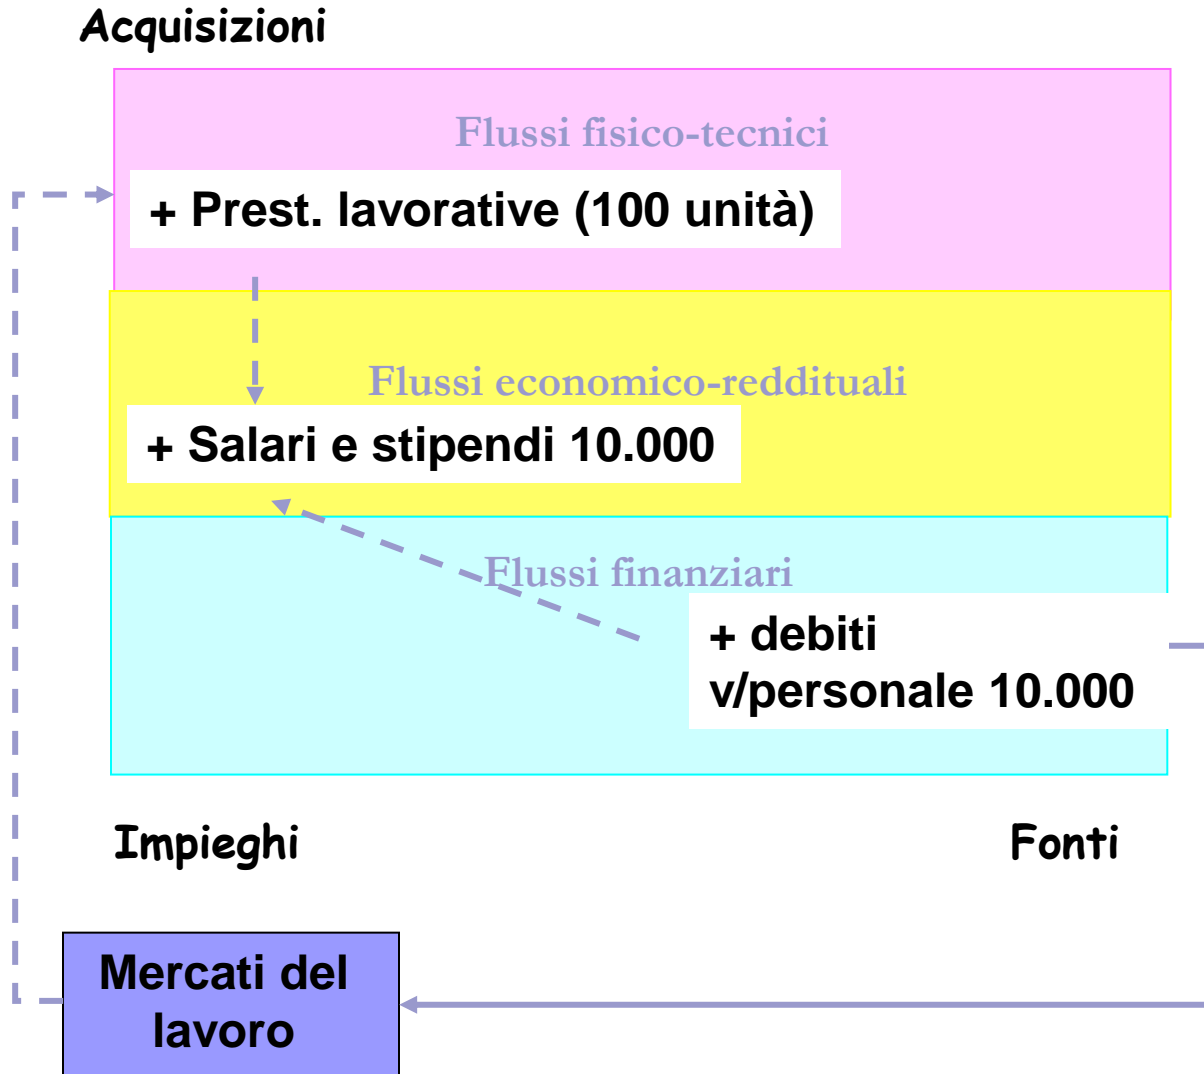 Acquisizioni
Flussi fisico-tecnici
+ Prest. lavorative (100 unità)
Flussi economico-reddituali
+ Salari e stipendi 10.000
Flussi finanziari
+ debiti
v/personale 10.000
Impieghi
Fonti
Mercati del
lavoro